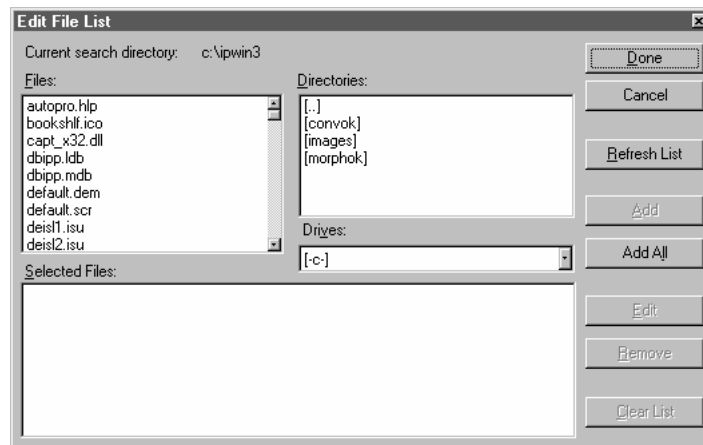 Edit File List
Current search directory: c:\ipwin3
Files:
autopro.hlp
bookshlf.ico
capt_x32.dll
dbipp.ldb
dbipp.mdb
default.dem
default.scr
deisl1.isu
deisl2.isu
Directories:
[..]
[convok]
[images]
[morphok]
Drives:
[-c-]
Selected Files:
Done
Cancel
Refresh List
Add
Add All
Edit
Remove
Clear List